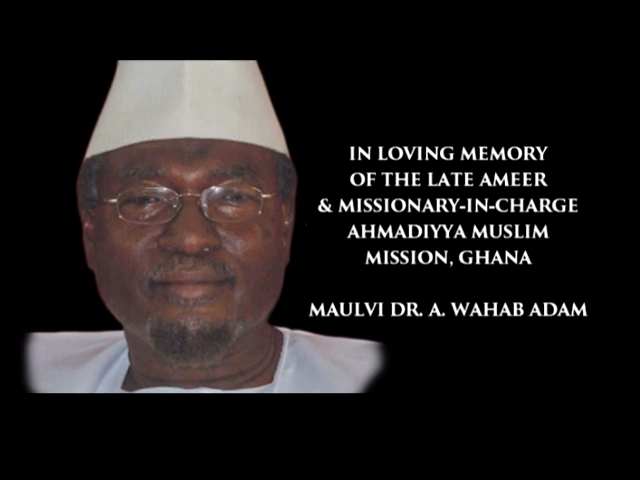 IN LOVING MEMORY
OF THE LATE AMEER
& MISSIONARY-IN-CHARGE
AHMADIYYA MUSLIM
MISSION, GHANA
MAULVI DR. A. WAHAB ADAM